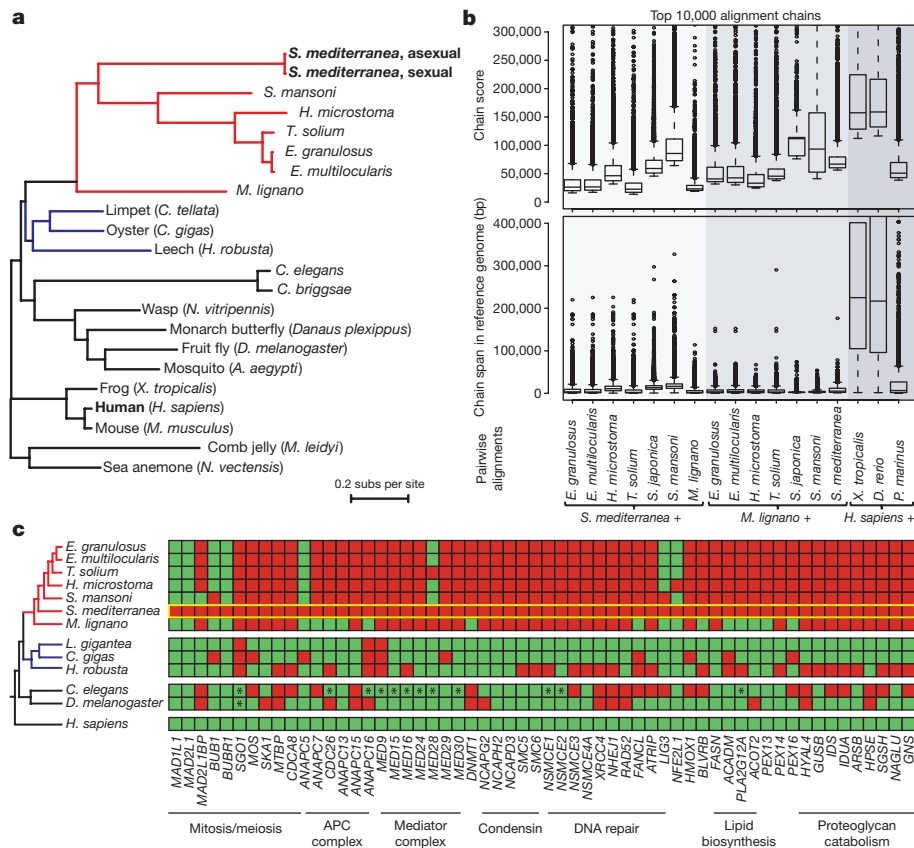 a
S. mediterranea, asexual
S. mediterranea, sexual
S. mansoni
H. microstoma
T. solium
E. granulosus
E. multilocularis
M. lignano
Limpet (C. tellata)
Oyster (C. gigas)
Leech (H. robusta)
C. elegans
C. briggsae
Wasp (N. vitripennis)
Monarch butterfly (Danaus plexippus)
Fruit fly (D. melanogaster)
Mosquito (A. aegypti)
Frog (X. tropicalis)
Human (H. sapiens)
Mouse (M. musculus)
Comb jelly (M. leidyi)
Sea anemone (N. vectensis)
0.2 subs per site
b
Top 10,000 alignment chains
Chain score
300,000
250,000
200,000
150,000
100,000
50,000
0
Chain span in reference genome (bp)
400,000
300,000
200,000
100,000
0
Pairwise
alignments
E. granulosus
E. multilocularis
H. microstoma
T. solium
S. japonica
S. mansoni
M. lignano
E. granulosus
E. multilocularis
H. microstoma
T. solium
S. japonica
S. mansoni
S. mediterranea
X. tropicalis
D. rerio
P. marinus
S. mediterranea +
M. lignano +
H. sapiens +
c
E. granulosus
E. multilocularis
T. solium
H. microstoma
S. mansoni
S. mediterranea
M. lignano
L. gigantea
C. gigas
H. robusta
C. elegans
* * * * * * * * * * * *
D. melanogaster
*
H. sapiens
MAD1L1
MAD2L1
MAD2L1BP
BUB1
BUBR1
SGO1
MOS
SKA1
MTBP
CDCA8
ANAPC5
ANAPC7
CDC26
ANAPC13
ANAPC15
ANAPC16
MED9
MED15
MED16
MED24
MED28
MED29
MED30
DNMT1
NCAPG2
NCAPH2
NCAPD3
SMC5
SMC6
NSMCE1
NSMCE2
NSMCE3
NSMCE4A
XRCC4
NHEJ1
RAD52
FANCL
ATRIP
LIG3
NFE2L1
HMOX1
BLVRB
FASN
ACADM
PLA2G12A
ACOT2
PEX13
PEX14
PEX16
HYAL4
GUSB
IDS
IDUA
ARSB
HPSE
SGSH
NAGLU
GNS
Mitosis/meiosis
APC
complex
Mediator
complex
Condensin
DNA repair
Lipid
biosynthesis
Proteoglycan
catabolism